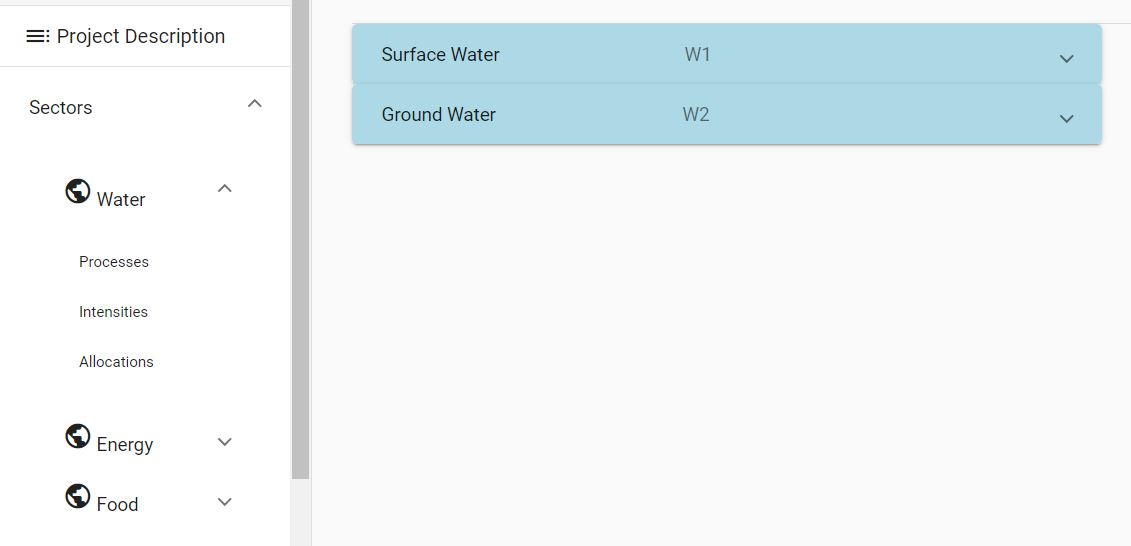 Project Description
Sectors
Water
Processes
Intensities
Allocations
Energy
Food
Surface Water W1
Ground Water W2